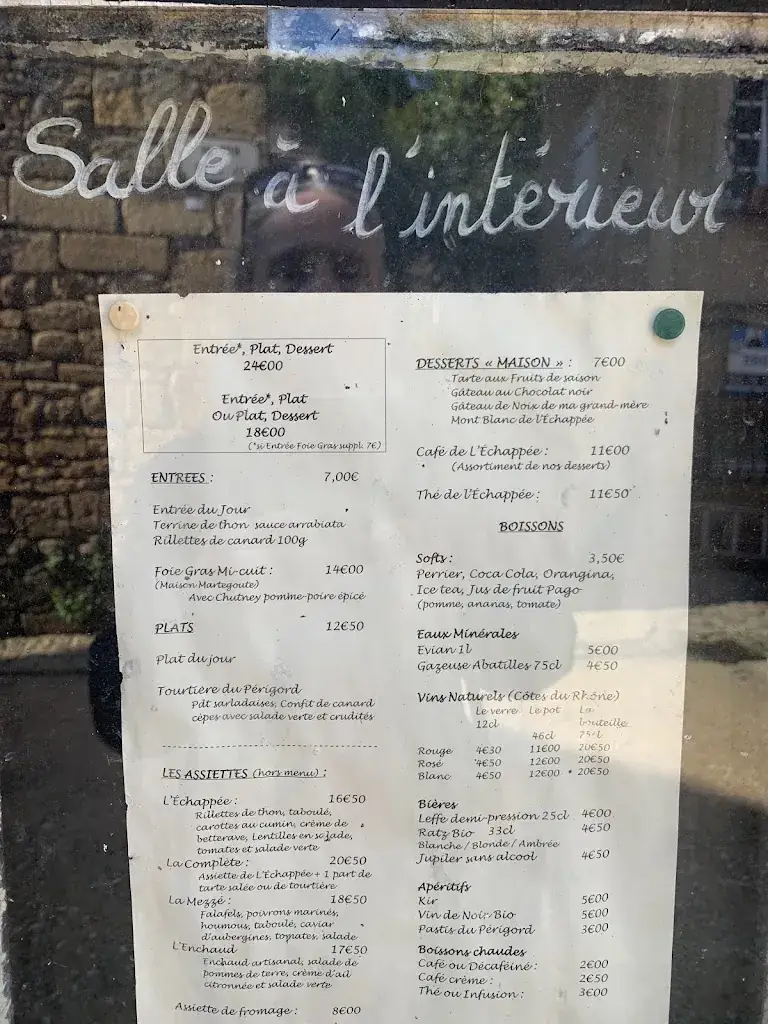 Salle à l'intérieur
Entrée*, Plat, Dessert
24€00
Entrée*, Plat
Ou Plat, Dessert
18€00
(*si Entrée Foie Gras suppl. 7€)
ENTREES : 7,00€
Entrée du Jour
Terrine de thon sauce arrabiata
Rillettes de canard 100g
Foie Gras Mi-cuit : 14€00
(Maison Martegoute)
Avec Chutney pomme-poire épicé
PLATS 12€50
Plat du jour
Tourtière du Périgord
Pdt sarladaises, Confit de canard
cèpes avec salade verte et crudités
LES ASSIETTES (hors menu) :
L'Échappée : 16€50
Rillettes de thon, taboulé,
carottes au cumin, crème de
betterave, Lentilles en salade,
tomates et salade verte
La Complète : 20€50
Assiette de L'Échappée + 1 part de
tarte salée ou de tourtière
La Mezzé : 18€50
Falafels, poivrons marinés,
houmous, taboulé, caviar
d'aubergines, tomates, salade
L'Enchaud 17€50
Enchaud artisanal, salade de
pommes de terre, crème d'ail
citronnée et salade verte
Assiette de fromage : 8€00
DESSERTS « MAISON » : 7€00
Tarte aux Fruits de saison
Gâteau au Chocolat noir
Gâteau de Noix de ma grand-mère
Mont Blanc de l'Échappée
Café de L'Échappée : 11€00
(Assortiment de nos desserts)
Thé de l'Échappée : 11€50
BOISSONS
Softs : 3,50€
Perrier, Coca Cola, Orangina,
Ice tea, Jus de fruit Pago
(pomme, ananas, tomate)
Eaux Minérales
Evian 1l 5€00
Gazeuse Abatilles 75cl 4€50
Vins Naturels (Côtes du Rhône)
Le verre Le pot La
12cl bouteille
46cl 75cl
Rouge 4€30 11€00 20€50
Rosé 4€50 12€00 20€50
Blanc 4€50 12€00 20€50
Bières
Leffe demi-pression 25cl 4€00
Ratz Bio 33cl 4€50
Blanche / Blonde / Ambrée
Jupiler sans alcool 4€50
Apéritifs
Kir 5€00
Vin de Noix Bio 5€00
Pastis du Périgord 3€00
Boissons chaudes
Café ou Décaféiné : 2€00
Café crème : 2€50
Thé ou Infusion : 3€00